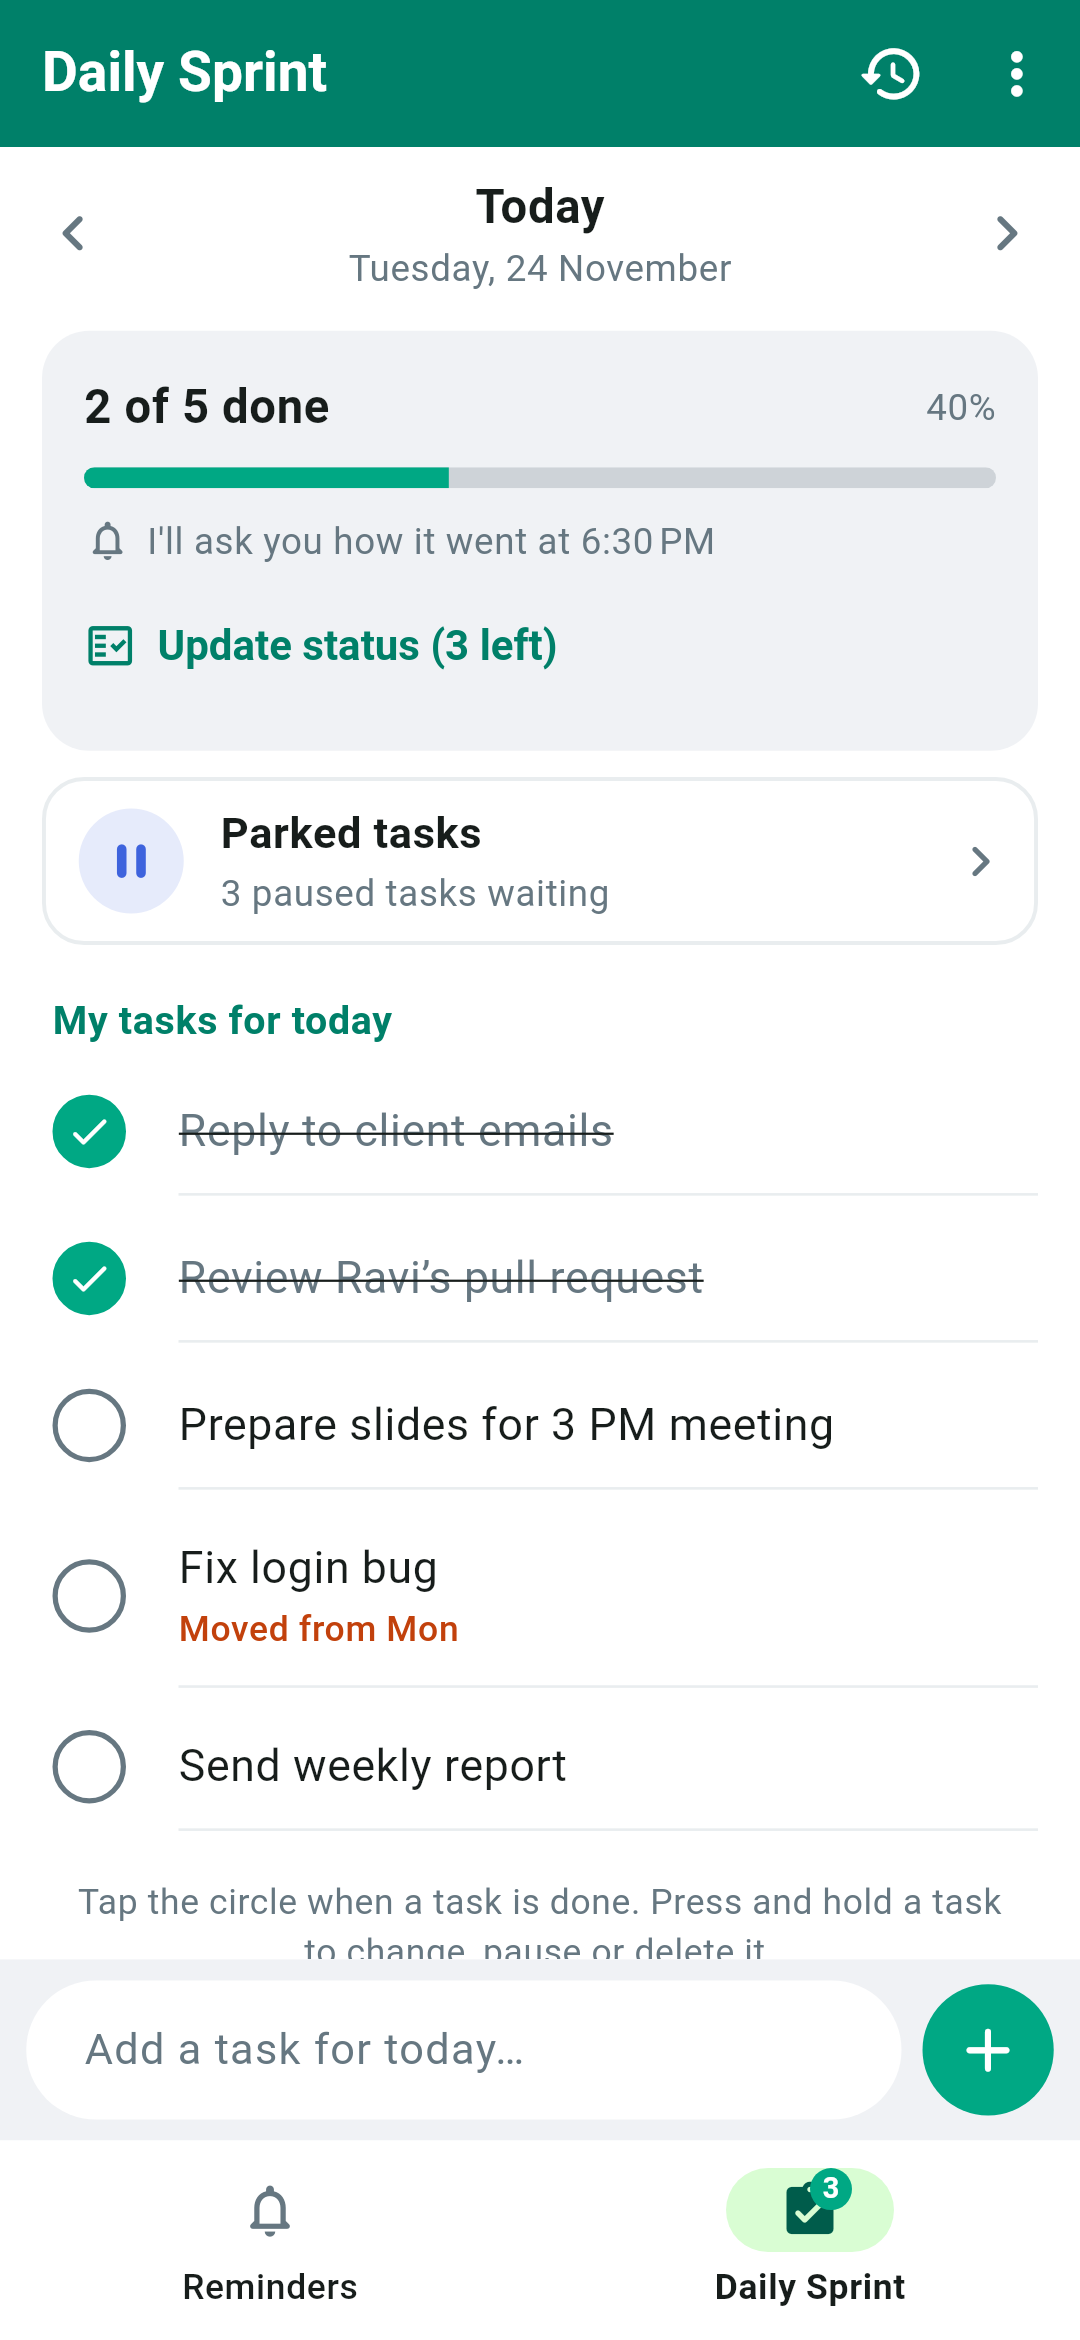 Daily Sprint
Today
Tuesday, 24 November
2 of 5 done
40%
I'll ask you how it went at 6:30 PM
Update status (3 left)
Parked tasks
3 paused tasks waiting
My tasks for today
Reply to client emails
Review Ravi’s pull request
Prepare slides for 3 PM meeting
Fix login bug
Moved from Mon
Send weekly report
Tap the circle when a task is done. Press and hold a task
to change, pause or delete it
Add a task for today…
3
Reminders
Daily Sprint